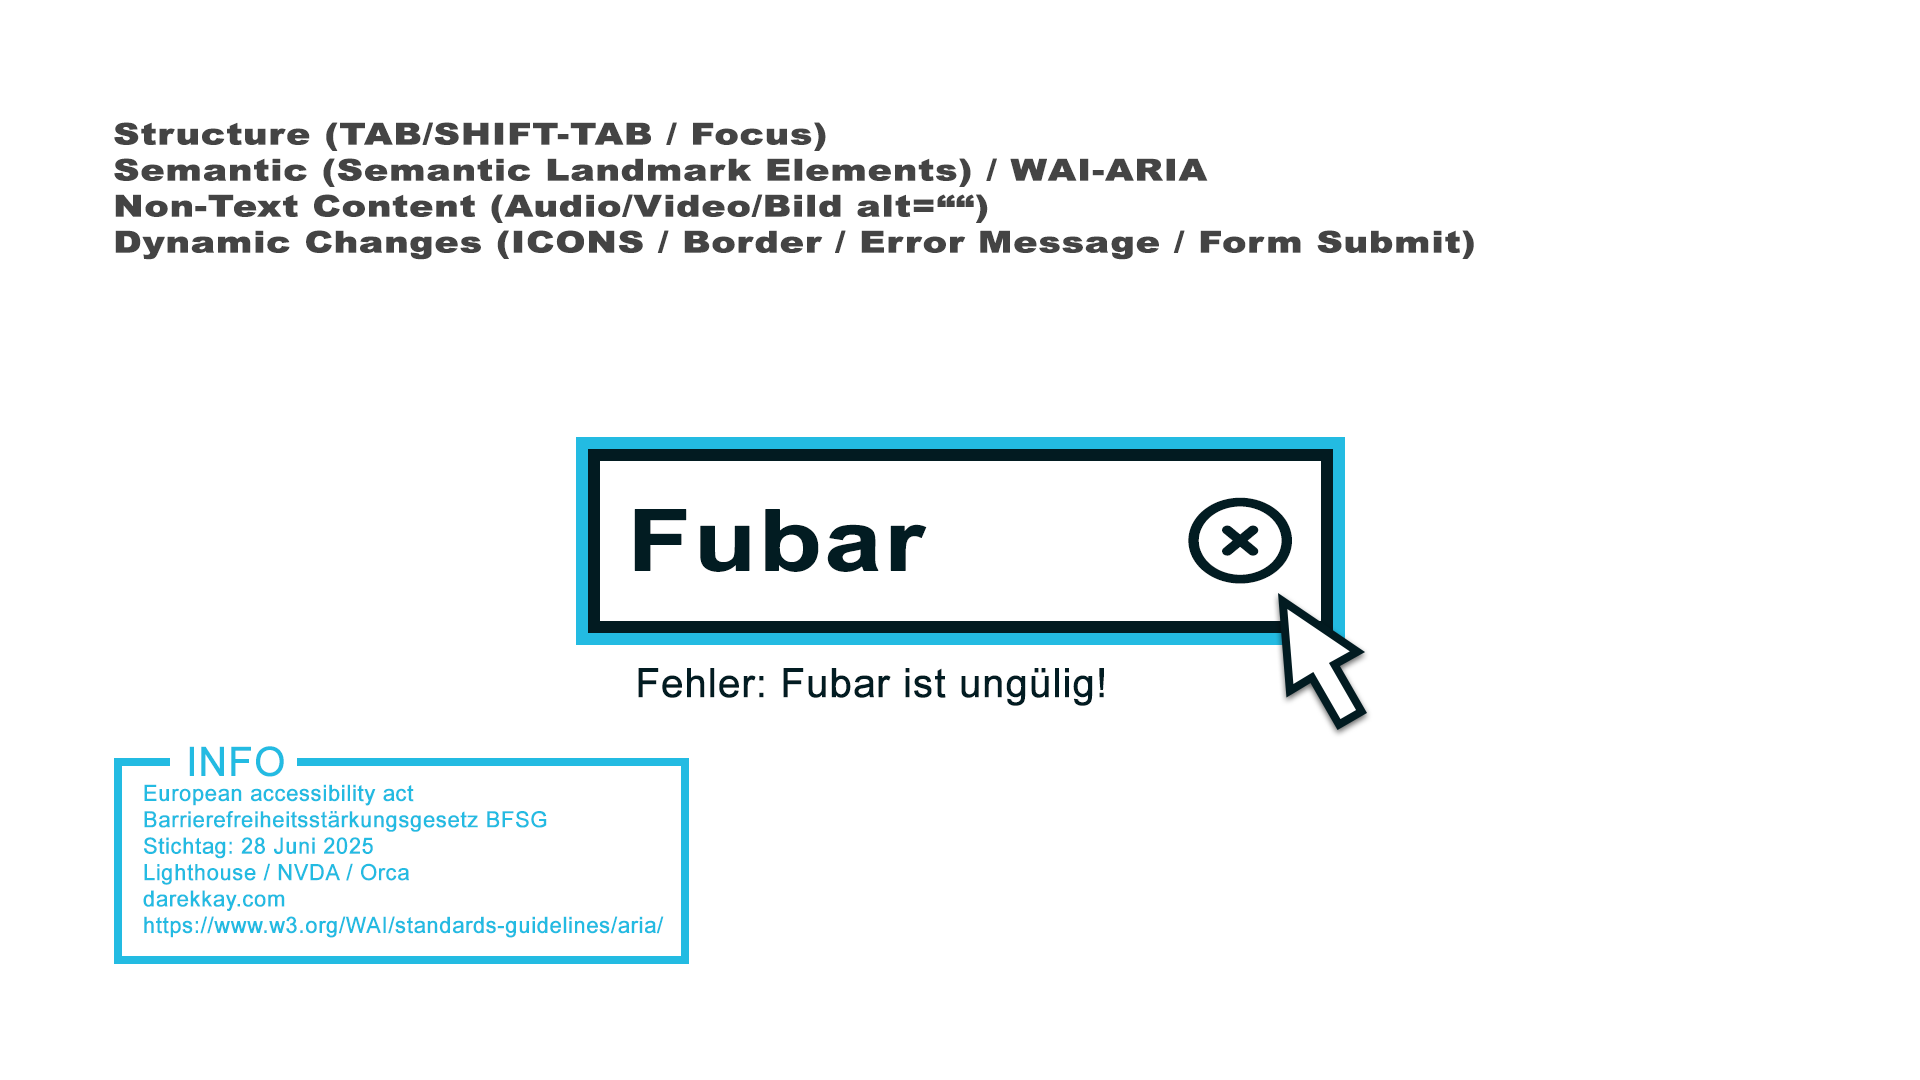 Structure (TAB/SHIFT-TAB / Focus)
Semantic (Semantic Landmark Elements) / WAI-ARIA
Non-Text Content (Audio/Video/Bild alt=““)
Dynamic Changes (ICONS / Border / Error Message / Form Submit)
Fubar
Fehler: Fubar ist ungülig!
INFO
European accessibility act
Barrierefreiheitsstärkungsgesetz BFSG
Stichtag: 28 Juni 2025
Lighthouse / NVDA / Orca
darekkay.com
https://www.w3.org/WAI/standards-guidelines/aria/